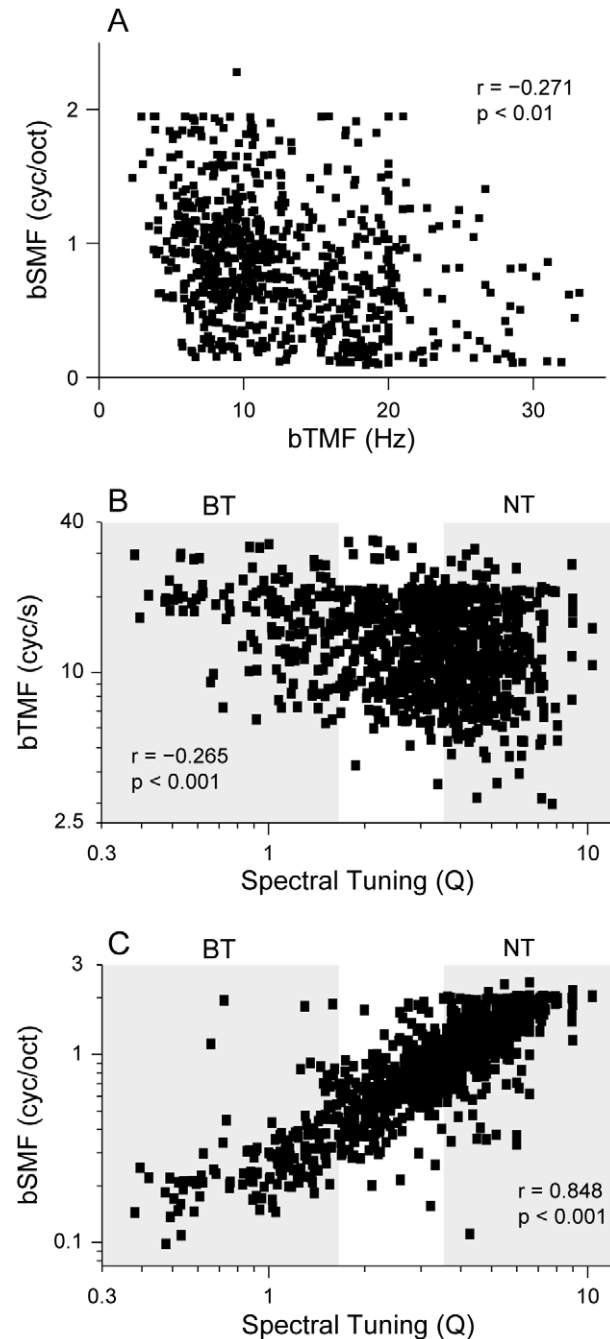 A
r = −0.271
p < 0.01
2
1
0
bSMF (cyc/oct)
0 10 20 30
bTMF (Hz)
B BT NT
40
10
2.5
bTMF (cyc/s)
r = −0.265
p < 0.001
0.3 1 10
Spectral Tuning (Q)
C BT NT
3
1
0.1
bSMF (cyc/oct)
r = 0.848
p < 0.001
0.3 1 10
Spectral Tuning (Q)